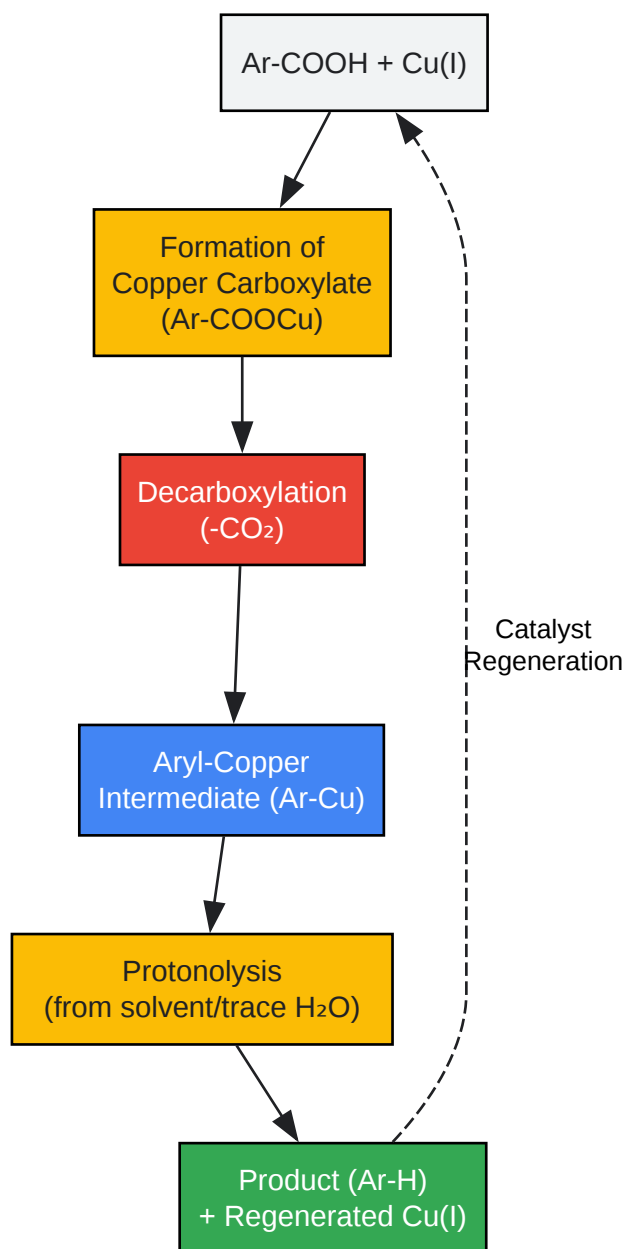 Ar-COOH + Cu(I)
Formation of
Copper Carboxylate
(Ar-COOCu)
Decarboxylation
(-CO₂)
Catalyst
Regeneration
Aryl-Copper
Intermediate (Ar-Cu)
Protonolysis
(from solvent/trace H₂O)
Product (Ar-H)
+ Regenerated Cu(I)